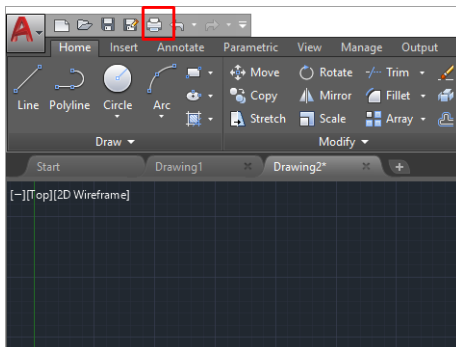 A
Home Insert Annotate Parametric View Manage Output
Line Polyline Circle Arc
Move Rotate Trim
Copy Mirror Fillet
Stretch Scale Array
Draw Modify
Start Drawing1 Drawing2*
[−][Top][2D Wireframe]